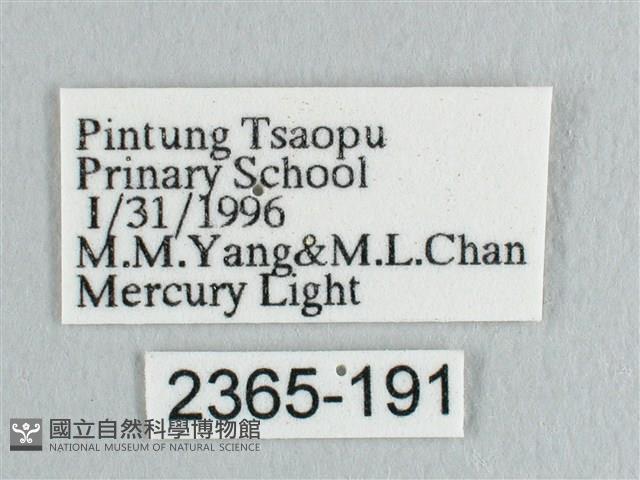 Pintung Tsaopu
Prinary School
I/31/1996
M.M.Yang&M.L.Chan
Mercury Light
2365-191
國立自然科學博物館
NATIONAL MUSEUM OF NATURAL SCIENCE